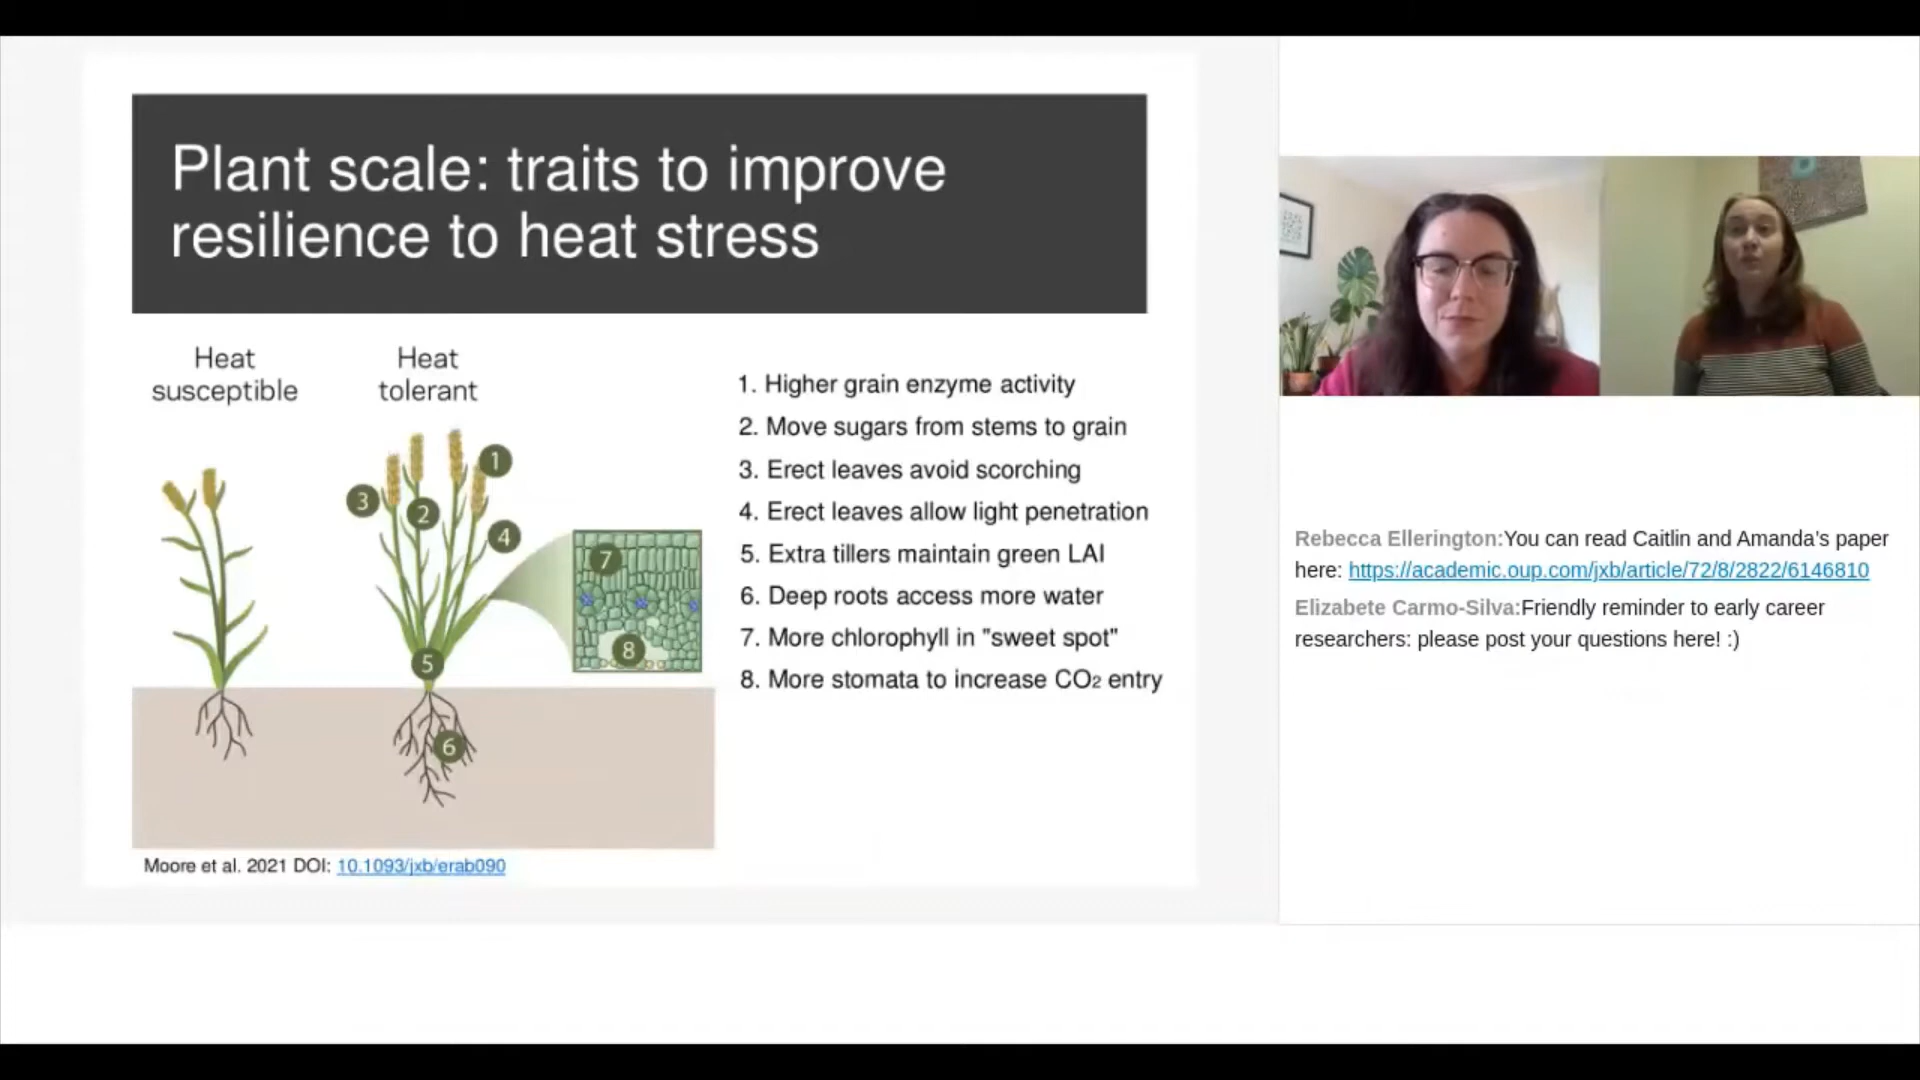 Plant scale: traits to improve
resilience to heat stress
Heat
susceptible
Heat
tolerant
1
3
2
4
7
8
5
6
1. Higher grain enzyme activity
2. Move sugars from stems to grain
3. Erect leaves avoid scorching
4. Erect leaves allow light penetration
5. Extra tillers maintain green LAI
6. Deep roots access more water
7. More chlorophyll in "sweet spot"
8. More stomata to increase CO₂ entry
Moore et al. 2021 DOI: 10.1093/jxb/erab090
Rebecca Ellerington:You can read Caitlin and Amanda's paper
here: https://academic.oup.com/jxb/article/72/8/2822/6146810
Elizabete Carmo-Silva:Friendly reminder to early career
researchers: please post your questions here! :)